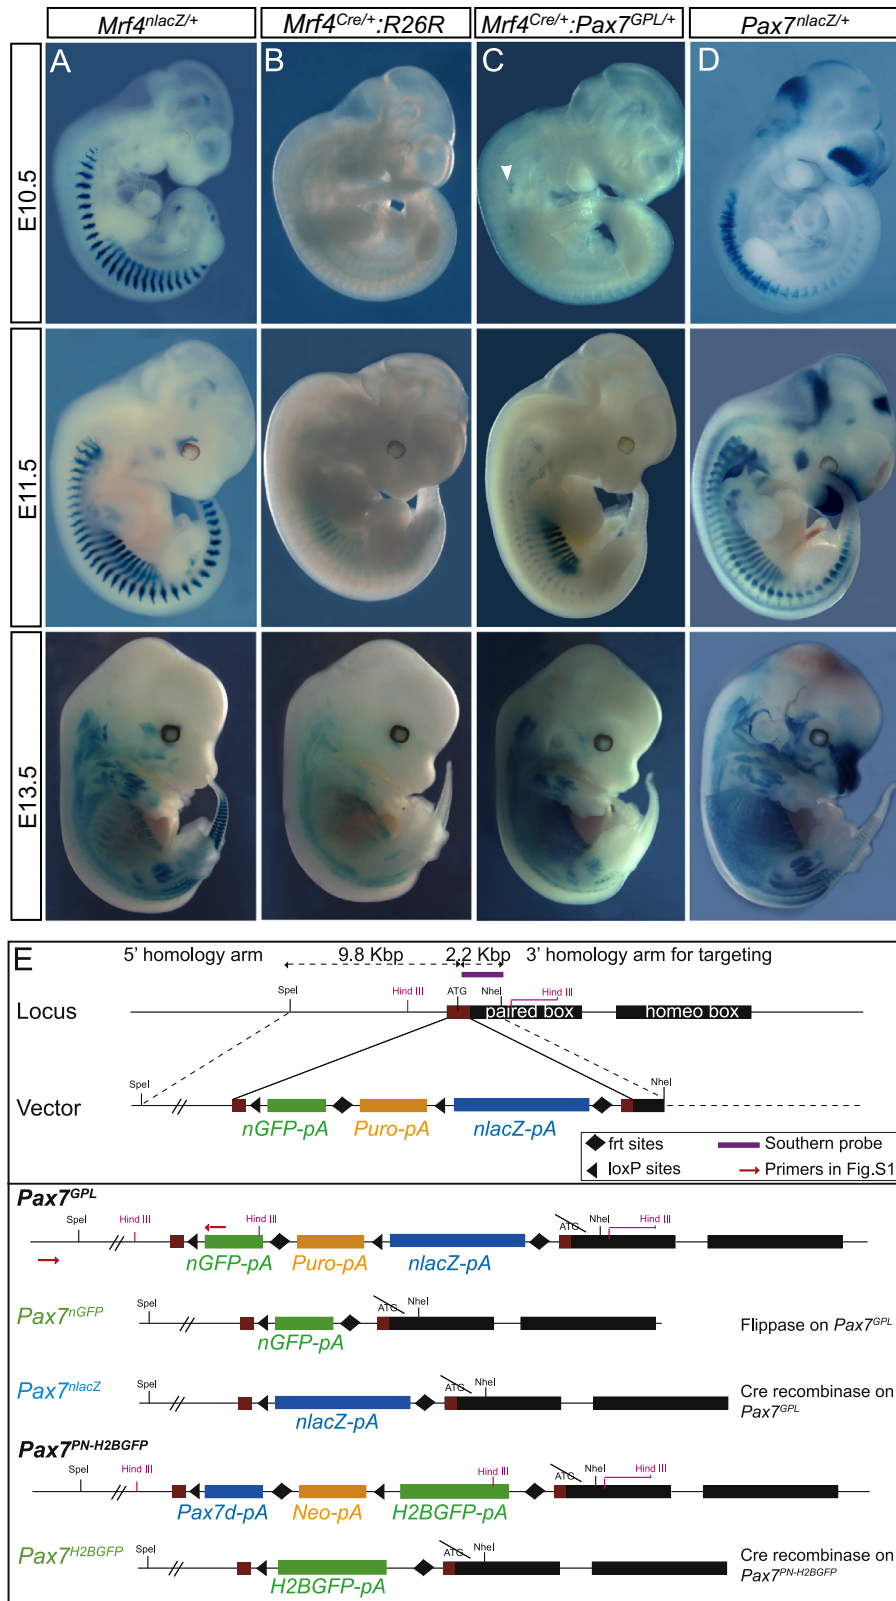 Mrf4nlacZ/+ Mrf4Cre/+:R26R Mrf4Cre/+:Pax7GPL/+ Pax7nlacZ/+
A B C D
E10.5
E11.5
E13.5
E
5’ homology arm 9.8 Kbp 2.2 Kbp 3’ homology arm for targeting
SpeI Hind III ATG NheI Hind III
Locus paired box homeo box
SpeI NheI
Vector
nGFP-pA Puro-pA nlacZ-pA
frt sites Southern probe
loxP sites Primers in Fig.S1
Pax7GPL
SpeI Hind III Hind III ATG NheI Hind III
nGFP-pA Puro-pA nlacZ-pA
Pax7nGFP SpeI ATG NheI
nGFP-pA Flippase on Pax7GPL
Pax7nlacZ SpeI ATG NheI
nlacZ-pA Cre recombinase on
Pax7GPL
Pax7PN-H2BGFP
SpeI Hind III Hind III ATG NheI Hind III
Pax7d-pA Neo-pA H2BGFP-pA
Pax7H2BGFP SpeI ATG NheI
H2BGFP-pA Cre recombinase on
Pax7PN-H2BGFP